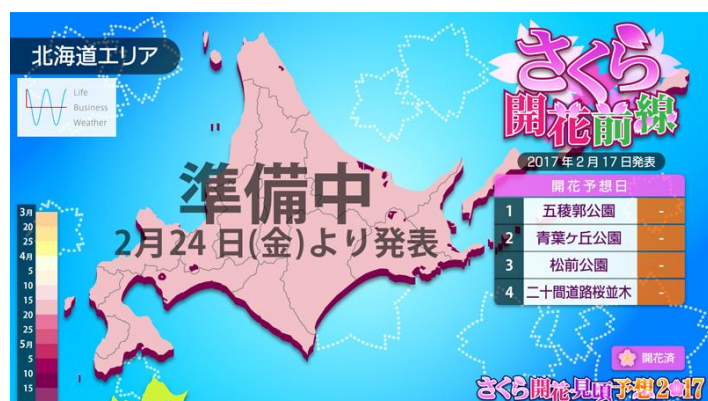 北海道エリア
Life
Business
Weather
さくら
開花前線
2017年2月17日発表
開花予想日
1 五稜郭公園 -
2 青葉ヶ丘公園 -
3 松前公園 -
4 二十間道路桜並木 -
準備中
2月24日(金)より発表
3月
20
25
4月
5
10
15
20
25
5月
5
10
15
開花済
さくら開花見頃予想2017